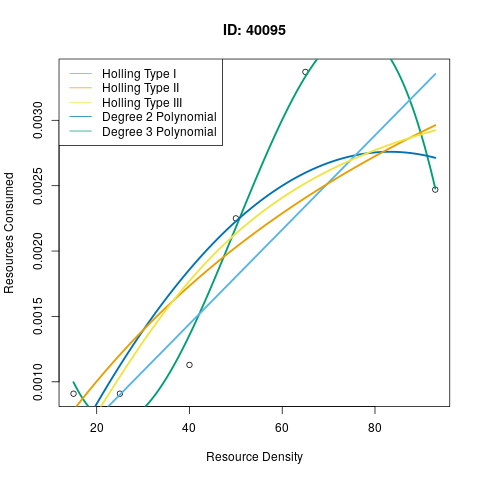 ID: 40095
Holling Type I
Holling Type II
Holling Type III
Degree 2 Polynomial
Degree 3 Polynomial
Resources Consumed
0.0030
0.0025
0.0020
0.0015
0.0010
20 40 60 80
Resource Density